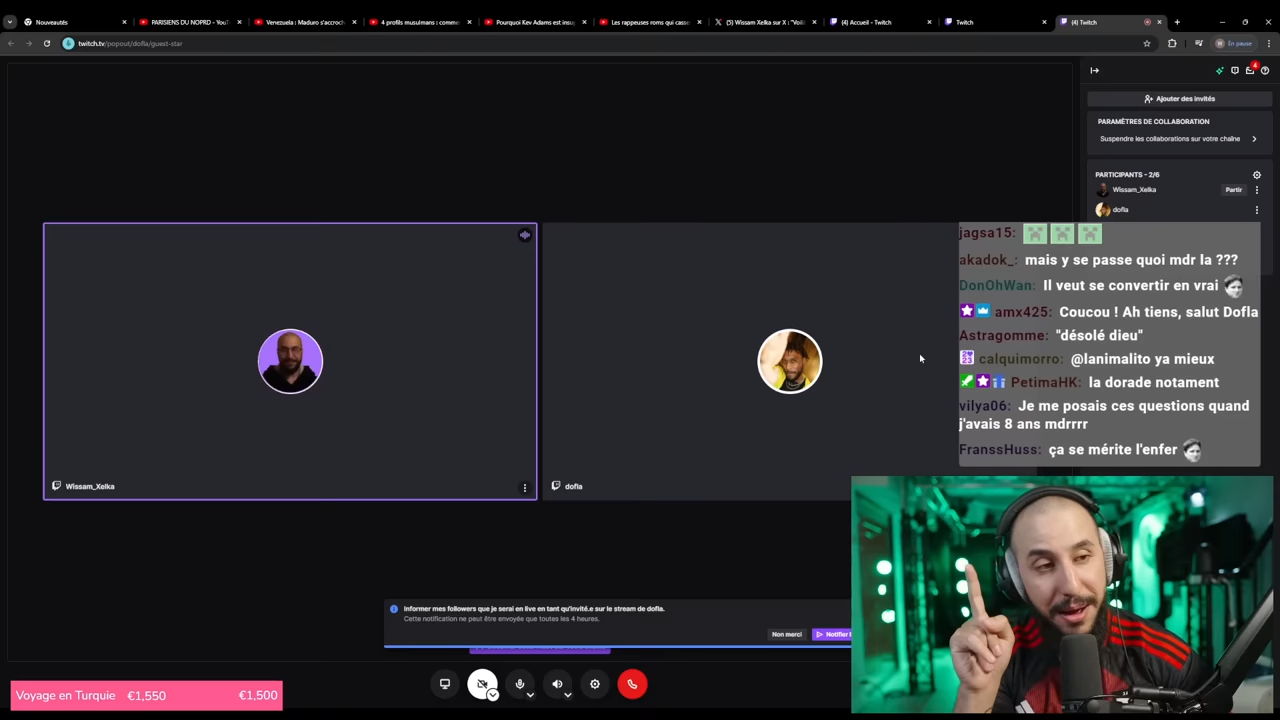 Nouveautés
PARISIENS DU NOPRD - YouT
Venezuela : Maduro s'accroch
4 profils musulmans : comme
Pourquoi Kev Adams est insup
Les rappeuses roms qui casse
(5) Wissam Xelka sur X : "Voilà
(4) Accueil - Twitch
Twitch
(4) Twitch
twitch.tv/popout/dofla/guest-star
En pause
4
Ajouter des invités
PARAMÈTRES DE COLLABORATION
Suspendre les collaborations sur votre chaîne
PARTICIPANTS - 2/6
Wissam_Xelka
Partir
dofla
jagsa15:
akadok_: mais y se passe quoi mdr la ???
DonOhWan: Il veut se convertir en vrai
amx425: Coucou ! Ah tiens, salut Dofla
Astragomme: "désolé dieu"
calquimorro: @lanimalito ya mieux
PetimaHK: la dorade notament
vilya06: Je me posais ces questions quand
j'avais 8 ans mdrrrr
FranssHuss: ça se mérite l'enfer
Wissam_Xelka
dofla
Informer mes followers que je serai en live en tant qu'invité.e sur le stream de dofla.
Cette notification ne peut être envoyée que toutes les 4 heures.
Non merci
Notifier
Voyage en Turquie €1,550 €1,500